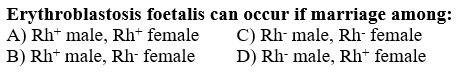 Erythroblastosis foetalis can occur if marriage among:
A) Rh⁺ male, Rh⁺ female C) Rh⁻ male, Rh⁻ female
B) Rh⁺ male, Rh⁻ female D) Rh⁻ male, Rh⁺ female